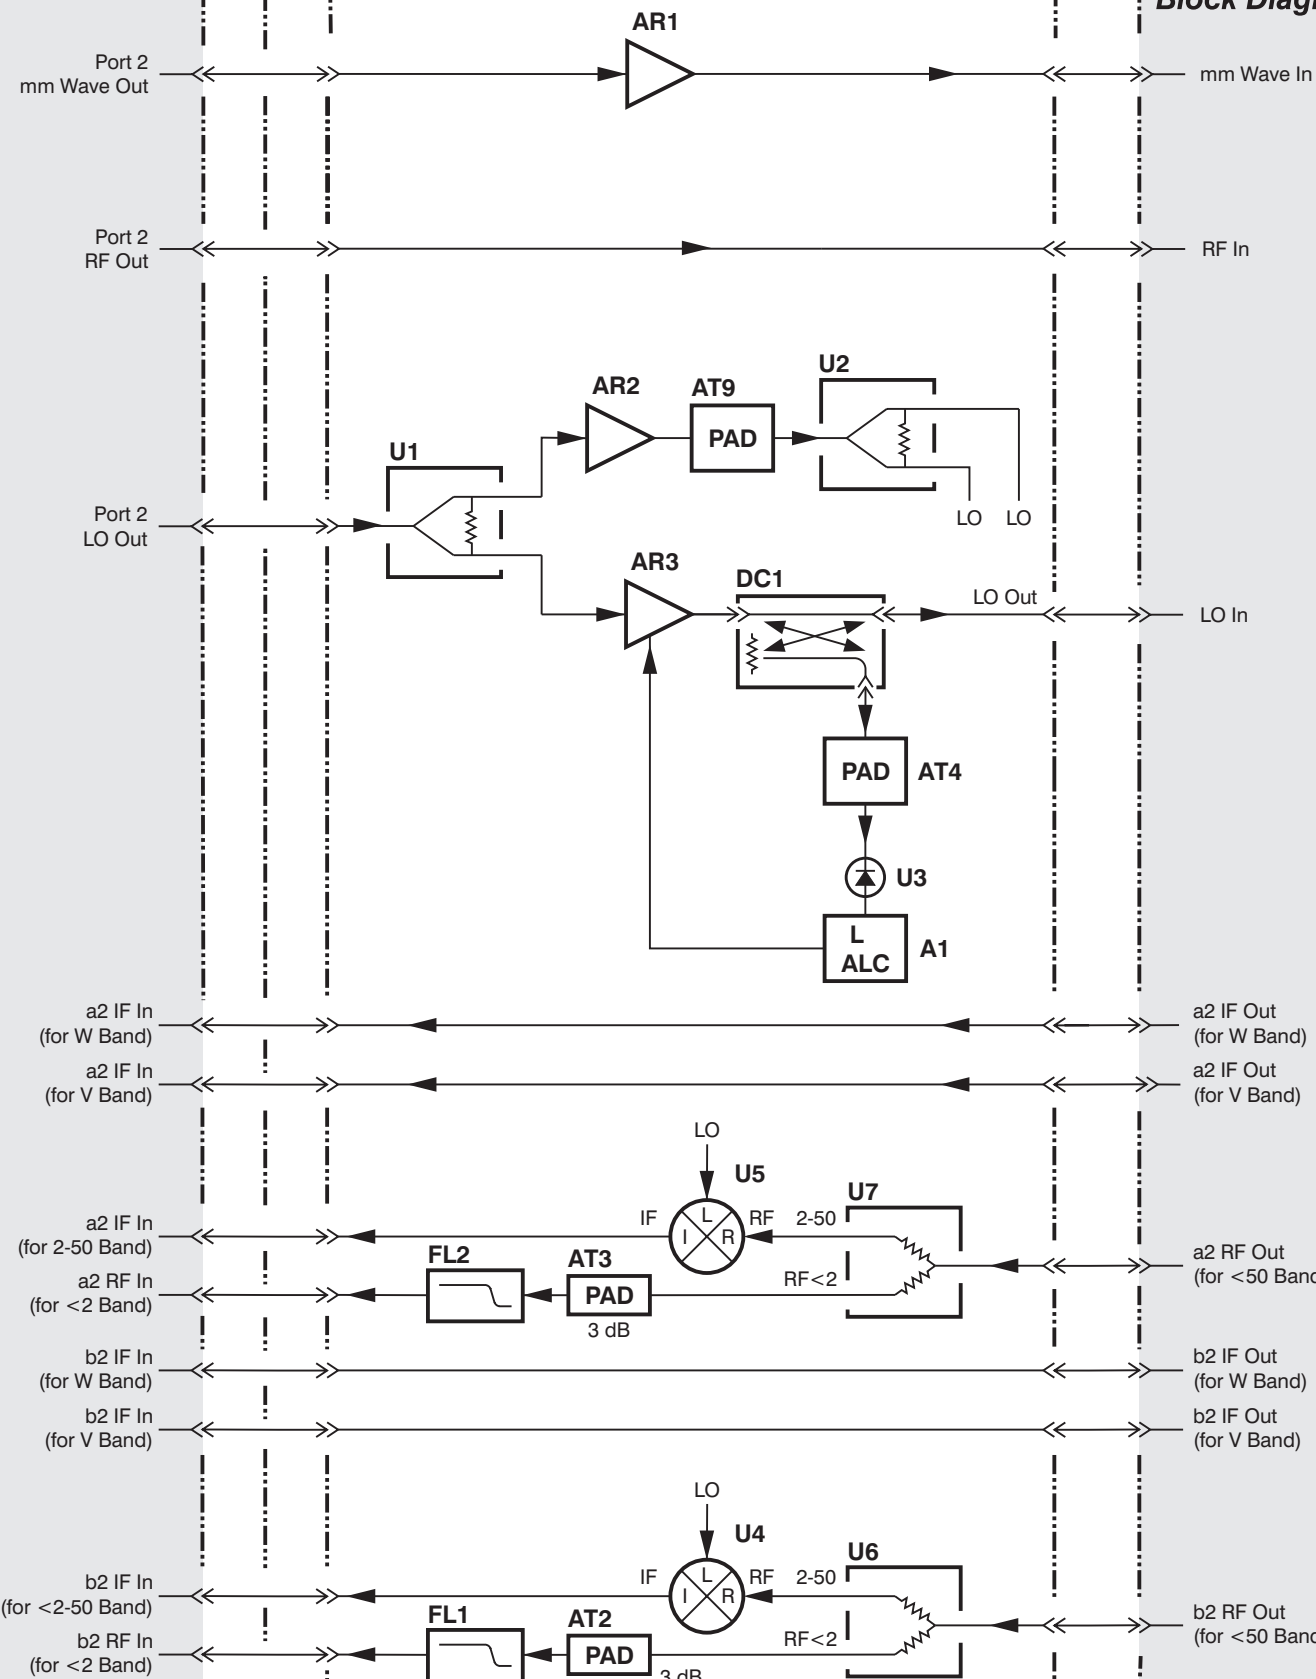 Block Diag
AR1
Port 2
mm Wave Out
mm Wave In
Port 2
RF Out
RF In
U2
AR2
AT9
PAD
U1
LO
LO
Port 2
LO Out
AR3
DC1
LO Out
LO In
PAD
AT4
U3
L
ALC
A1
a2 IF In
(for W Band)
a2 IF Out
(for W Band)
a2 IF In
(for V Band)
a2 IF Out
(for V Band)
LO
U5
U7
L
I
R
IF
RF
2-50
a2 IF In
(for 2-50 Band)
FL2
AT3
PAD
3 dB
RF<2
a2 RF In
(for <2 Band)
a2 RF Out
(for <50 Band
b2 IF In
(for W Band)
b2 IF Out
(for W Band)
b2 IF In
(for V Band)
b2 IF Out
(for V Band)
LO
U4
U6
L
I
R
IF
RF
2-50
b2 IF In
(for <2-50 Band)
FL1
AT2
PAD
3 dB
RF<2
b2 RF In
(for <2 Band)
b2 RF Out
(for <50 Band